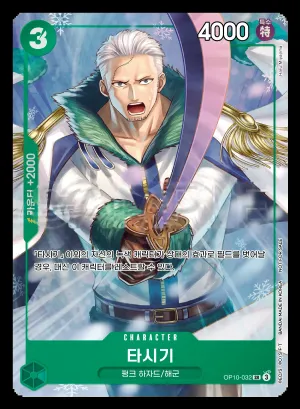 3
4000
특수
特
카운터 +2000
「타시기」 이외의 자신의 녹색 캐릭터가 상대의 효과로 필드를 벗어날
경우, 대신 이 캐릭터를 레스트할 수 있다.
CHARACTER
타시기
펑크 하자드/해군
OP10-032 3